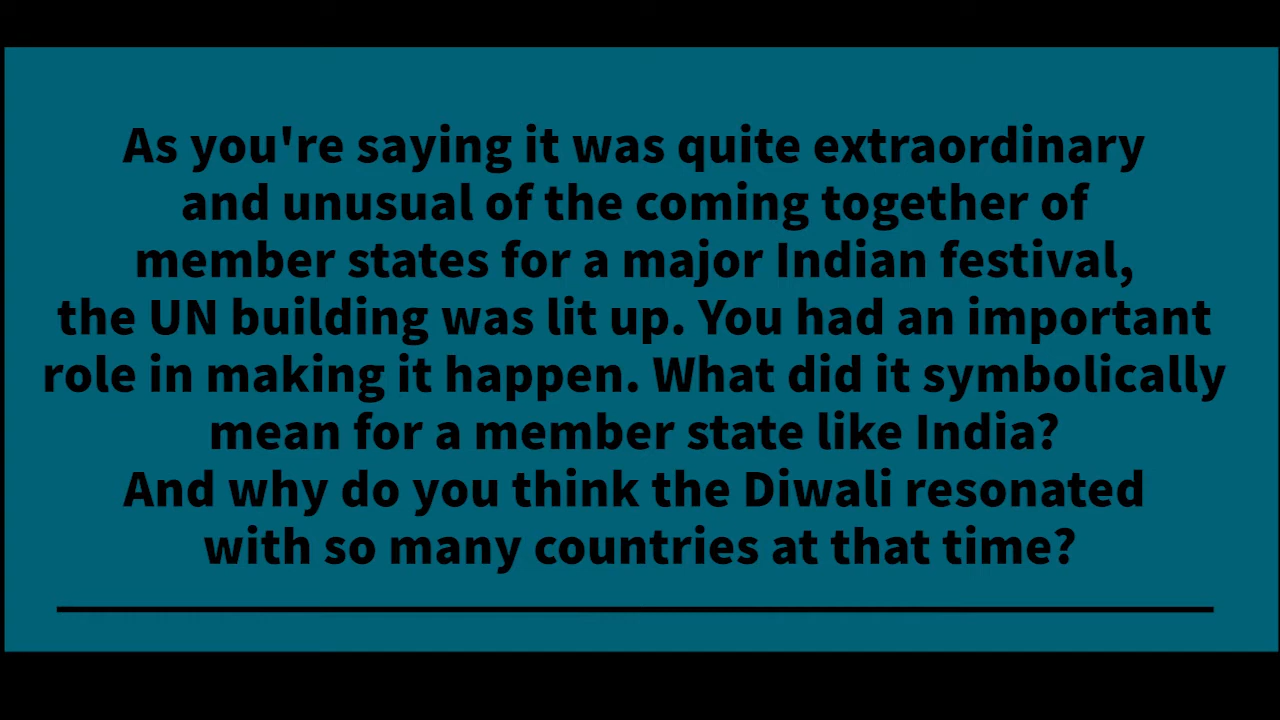 As you're saying it was quite extraordinary
and unusual of the coming together of
member states for a major Indian festival,
the UN building was lit up. You had an important
role in making it happen. What did it symbolically
mean for a member state like India?
And why do you think the Diwali resonated
with so many countries at that time?